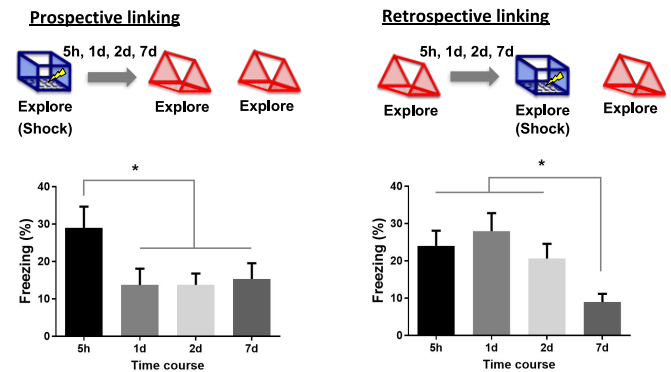 Prospective linking
5h, 1d, 2d, 7d
Explore
(Shock)
Explore
Explore
*
Freezing (%)
40
30
20
10
0
5h 1d 2d 7d
Time course
Retrospective linking
5h, 1d, 2d, 7d
Explore
Explore
(Shock)
Explore
*
Freezing (%)
40
30
20
10
0
5h 1d 2d 7d
Time course